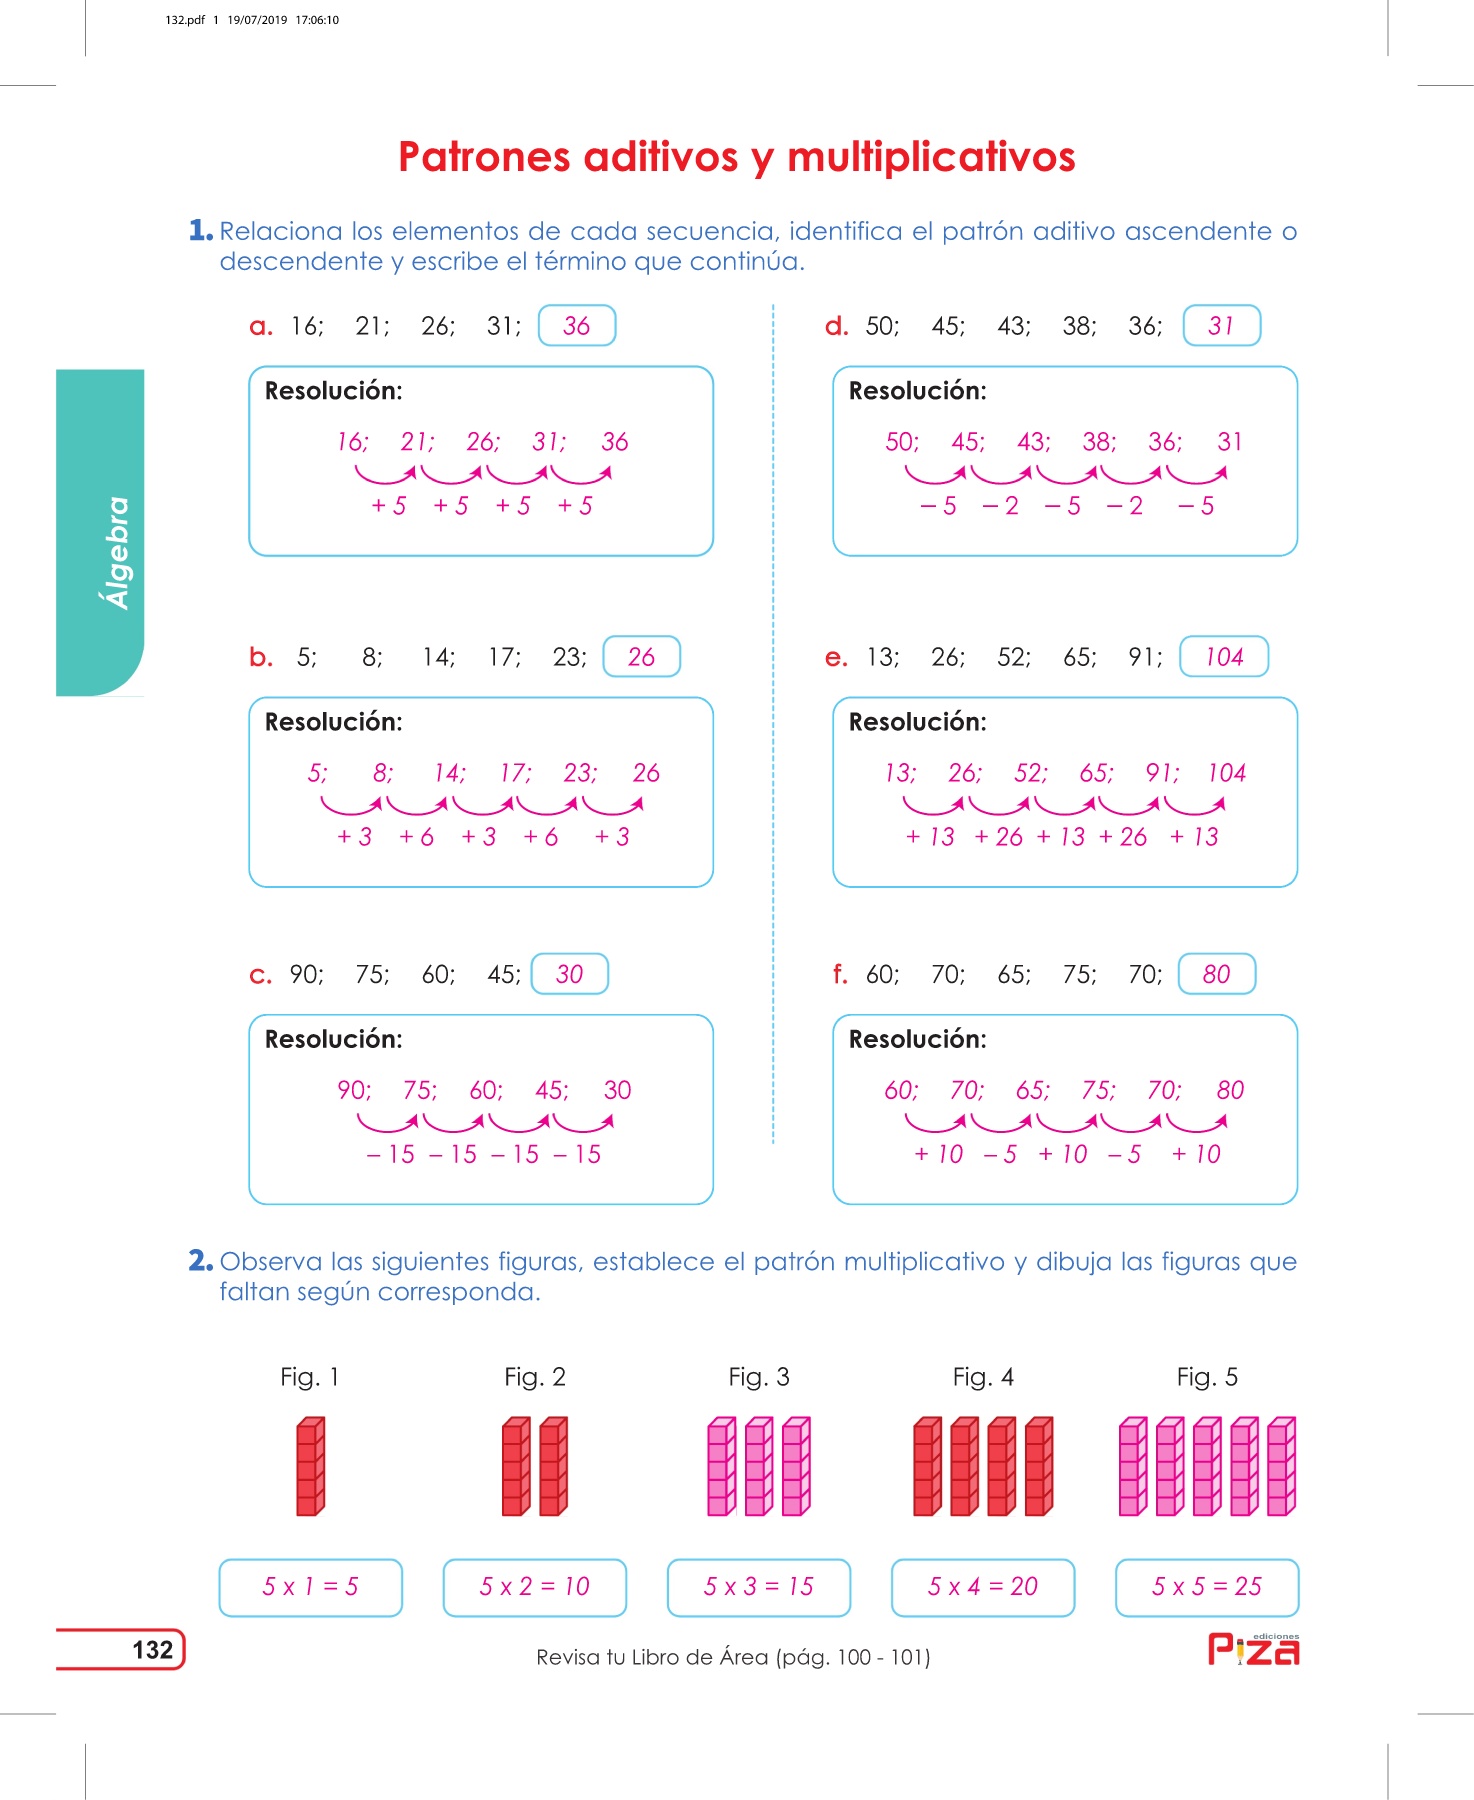 132.pdf 1 19/07/2019 17:06:10
Patrones aditivos y multiplicativos
1. Relaciona los elementos de cada secuencia, identifica el patrón aditivo ascendente o
descendente y escribe el término que continúa.
a. 16; 21; 26; 31; 36
Resolución:
16; 21; 26; 31; 36
+ 5 + 5 + 5 + 5
b. 5; 8; 14; 17; 23; 26
Resolución:
5; 8; 14; 17; 23; 26
+ 3 + 6 + 3 + 6 + 3
c. 90; 75; 60; 45; 30
Resolución:
90; 75; 60; 45; 30
– 15 – 15 – 15 – 15
d. 50; 45; 43; 38; 36; 31
Resolución:
50; 45; 43; 38; 36; 31
– 5 – 2 – 5 – 2 – 5
e. 13; 26; 52; 65; 91; 104
Resolución:
13; 26; 52; 65; 91; 104
+ 13 + 26 + 13 + 26 + 13
f. 60; 70; 65; 75; 70; 80
Resolución:
60; 70; 65; 75; 70; 80
+ 10 – 5 + 10 – 5 + 10
Álgebra
2. Observa las siguientes figuras, establece el patrón multiplicativo y dibuja las figuras que
faltan según corresponda.
Fig. 1 Fig. 2 Fig. 3 Fig. 4 Fig. 5
5 x 1 = 5 5 x 2 = 10 5 x 3 = 15 5 x 4 = 20 5 x 5 = 25
132
Revisa tu Libro de Área (pág. 100 - 101)
ediciones
Piza